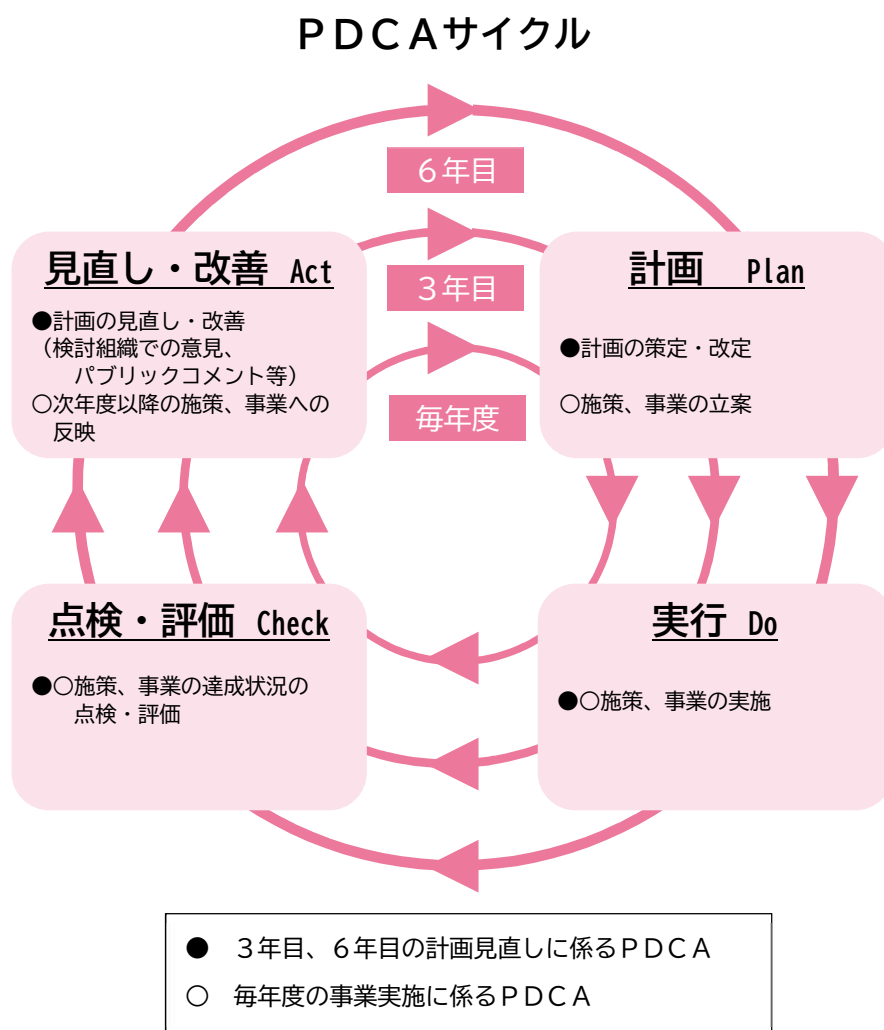 ＰＤＣＡサイクル
６年目
３年目
毎年度
見直し・改善 Act
●計画の見直し・改善
（検討組織での意見、
パブリックコメント等）
○次年度以降の施策、事業への
反映
計画　Plan
●計画の策定・改定
○施策、事業の立案
点検・評価 Check
●○施策、事業の達成状況の
点検・評価
実行 Do
●○施策、事業の実施
●　３年目、６年目の計画見直しに係るＰＤＣＡ
○　毎年度の事業実施に係るＰＤＣＡ